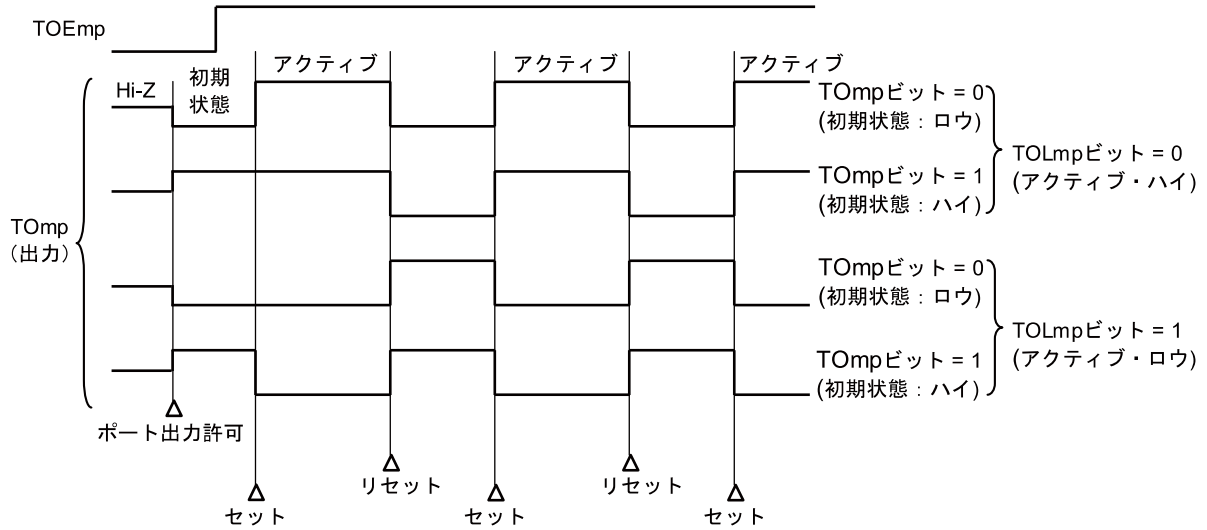 TOEmp
アクティブ
アクティブ
アクティブ
Hi-Z
初期
状態
TOmp
(出力)
TOmpビット = 0
(初期状態：ロウ)
TOmpビット = 1
(初期状態：ハイ)
TOLmpビット = 0
(アクティブ・ハイ)
TOmpビット = 0
(初期状態：ロウ)
TOmpビット = 1
(初期状態：ハイ)
TOLmpビット = 1
(アクティブ・ロウ)
ポート出力許可
リセット
リセット
セット
セット
セット